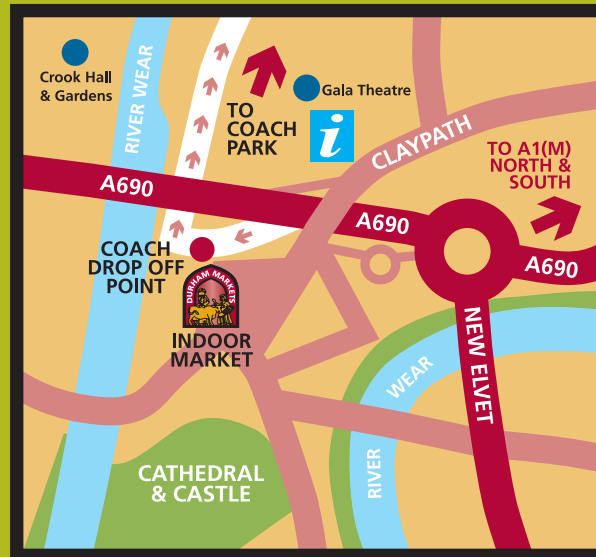 Crook Hall
& Gardens
RIVER WEAR
TO
COACH
PARK
Gala Theatre
i
CLAYPATH
TO A1(M)
NORTH &
SOUTH
A690
A690
A690
COACH
DROP OFF
POINT
DURHAM MARKETS
INDOOR
MARKET
NEW ELVET
RIVER
WEAR
CATHEDRAL
& CASTLE